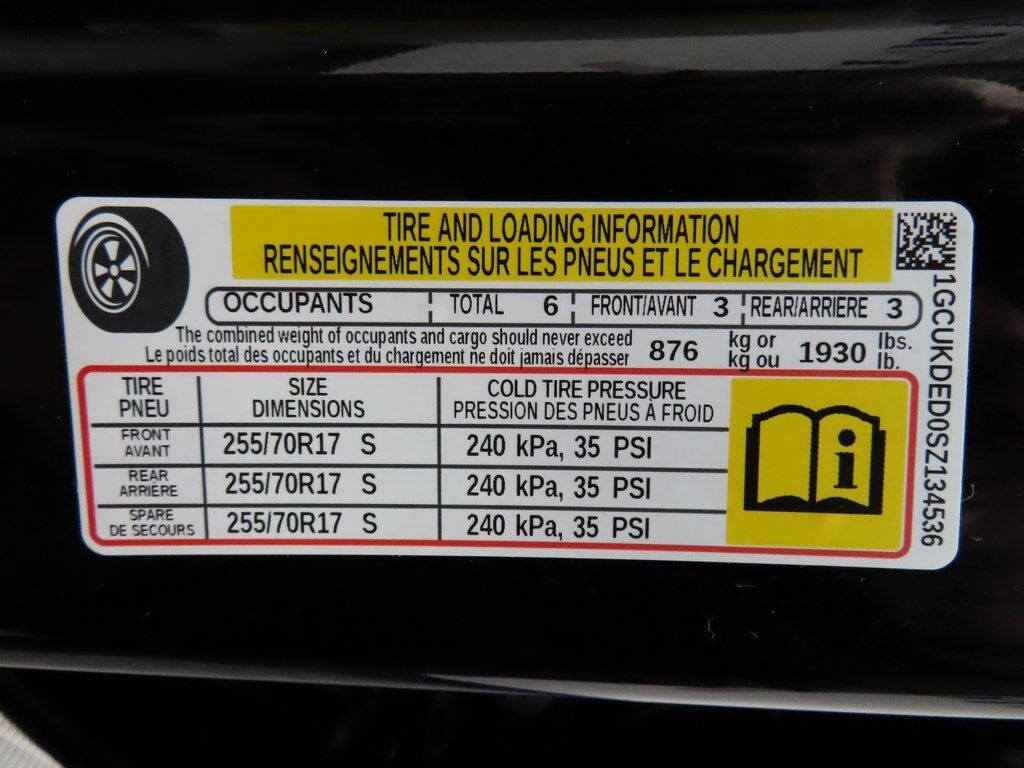 TIRE AND LOADING INFORMATION
RENSEIGNEMENTS SUR LES PNEUS ET LE CHARGEMENT
OCCUPANTS TOTAL 6 FRONT/AVANT 3 REAR/ARRIÈRE 3
The combined weight of occupants and cargo should never exceed 876 kg or 1930 lbs.
Le poids total des occupants et du chargement ne doit jamais dépasser kg ou lb.
TIRE SIZE COLD TIRE PRESSURE
PNEU DIMENSIONS PRESSION DES PNEUS À FROID
FRONT
AVANT 255/70R17 S 240 kPa, 35 PSI
REAR
ARRIÈRE 255/70R17 S 240 kPa, 35 PSI
SPARE
DE SECOURS 255/70R17 S 240 kPa, 35 PSI
i
1GCUKDED0SZ134536